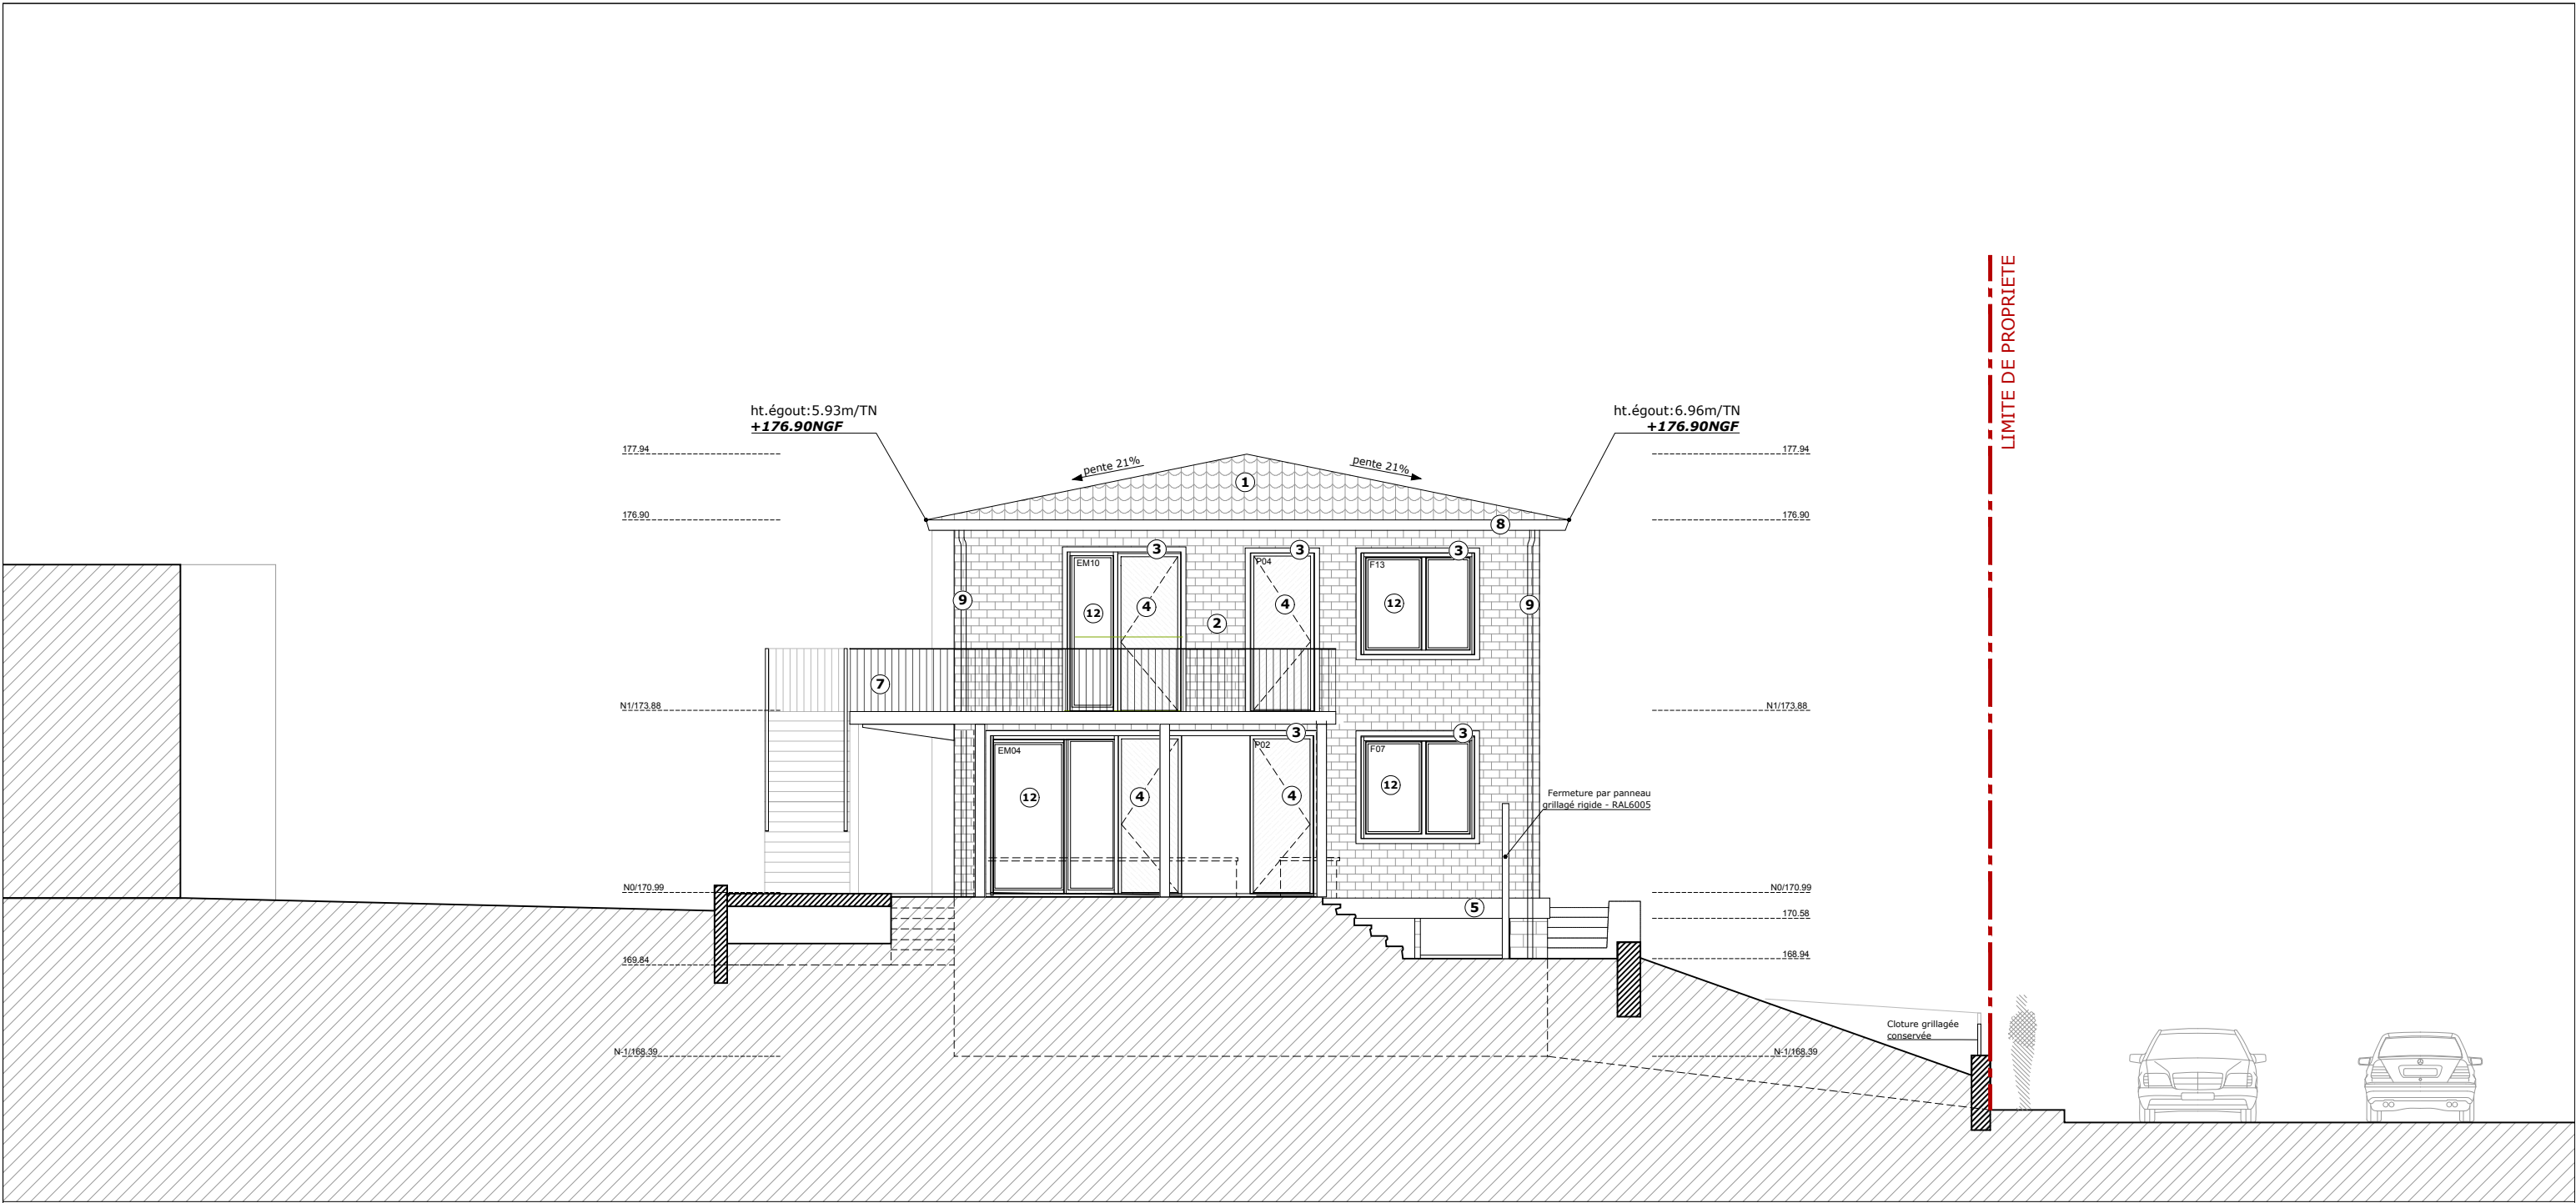 LIMITE DE PROPRIETE
ht.égout:5.93m/TN
+176.90NGF
ht.égout:6.96m/TN
+176.90NGF
177.94
177.94
pente 21%
pente 21%
1
176.90
176.90
8
3
3
3
EM10
P04
F13
9
12
4
4
12
9
2
7
N1/173.88
N1/173.88
3
3
EM04
P02
F07
12
4
4
12
Fermeture par panneau
grillagé rigide - RAL6005
N0/170.99
N0/170.99
5
170.58
169.84
168.94
Cloture grillagée
conservée
N-1/168.39
N-1/168.39